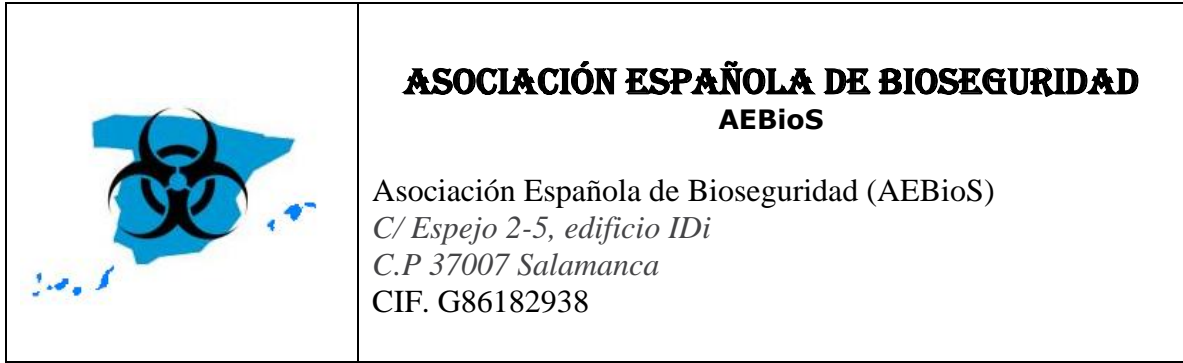 ASOCIACIÓN ESPAÑOLA DE BIOSEGURIDAD
AEBioS
Asociación Española de Bioseguridad (AEBioS)
C/ Espejo 2-5, edificio IDi
C.P 37007 Salamanca
CIF. G86182938